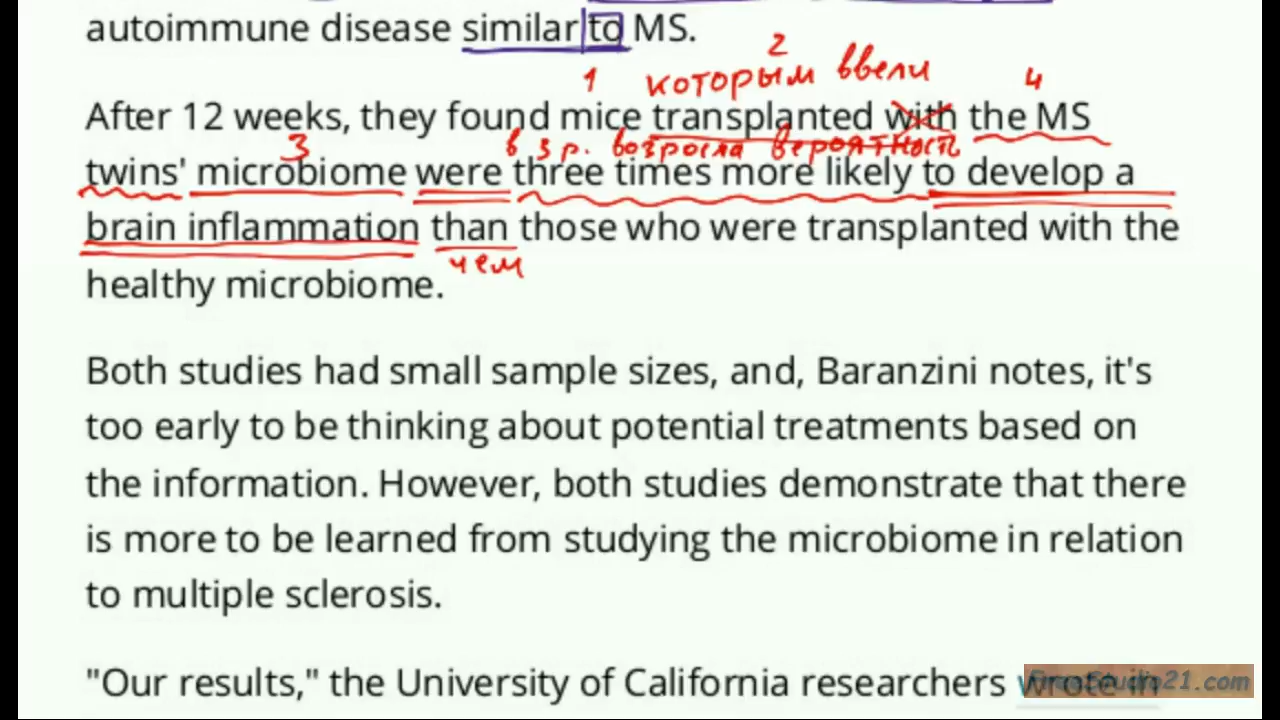 autoimmune disease similar to MS.
1 которым 2 ввели 4
After 12 weeks, they found mice transplanted with the MS
3 в 3 р. возросла вероятность
twins' microbiome were three times more likely to develop a
brain inflammation than those who were transplanted with the
чем
healthy microbiome.
Both studies had small sample sizes, and, Baranzini notes, it's
too early to be thinking about potential treatments based on
the information. However, both studies demonstrate that there
is more to be learned from studying the microbiome in relation
to multiple sclerosis.
"Our results," the University of California researchers wrote in
FreeStudio21.com